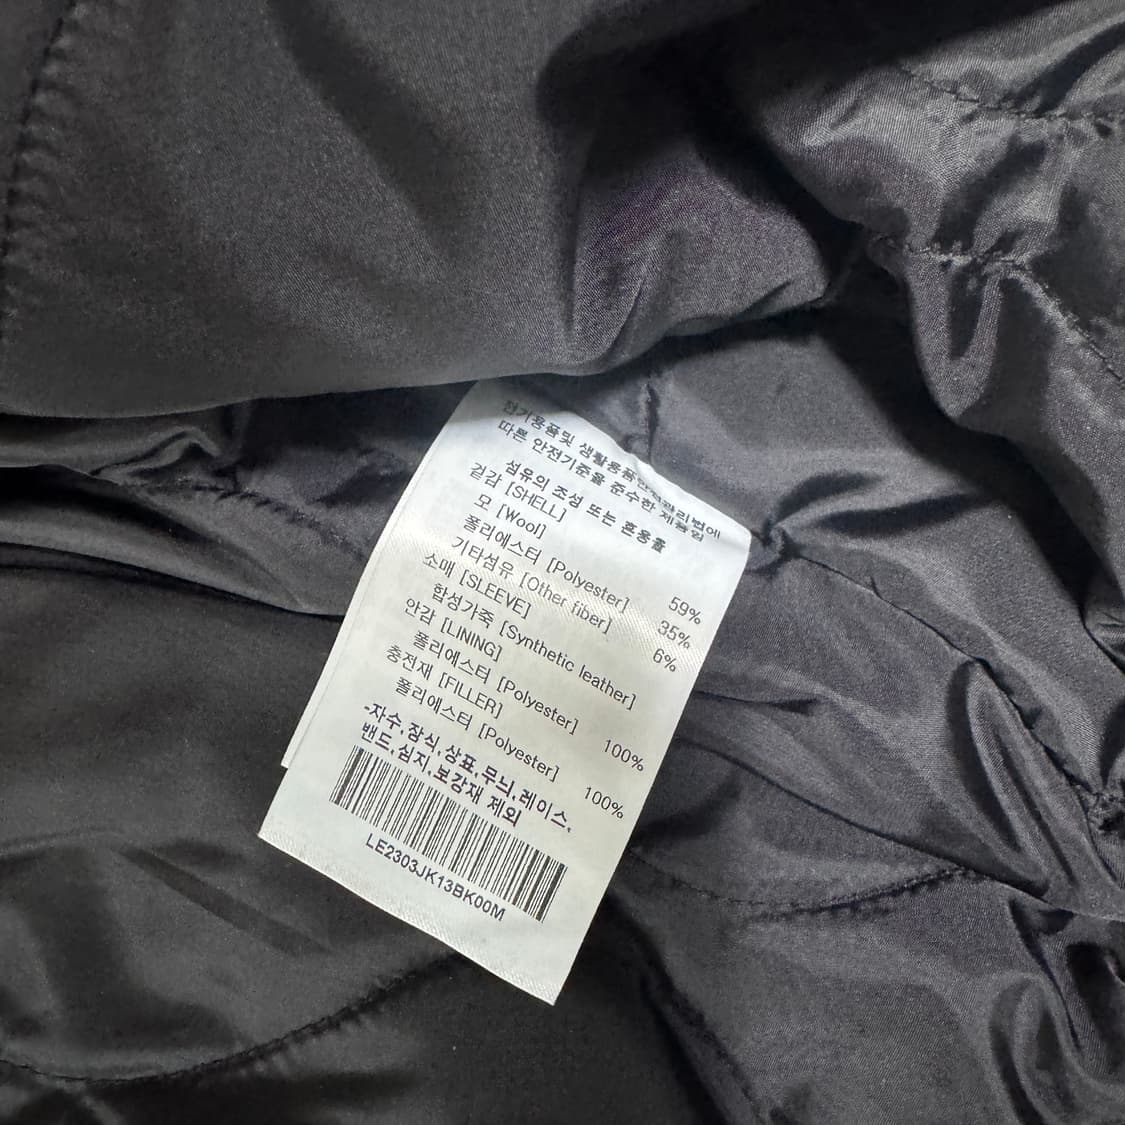 전기용품및 생활용품안전관리법에
따른 안전기준을 준수한 제품임
섬유의 조성 또는 혼용율
겉감 [SHELL]
모 [Wool] 59%
폴리에스터 [Polyester] 35%
기타섬유 [Other fiber] 6%
소매 [SLEEVE]
합성가죽 [Synthetic leather]
안감 [LINING]
폴리에스터 [Polyester] 100%
충전재 [FILLER]
폴리에스터 [Polyester] 100%
-자수,장식,상표,무늬,레이스,
밴드,심지,보강재 제외
LE2303JK13BK00M